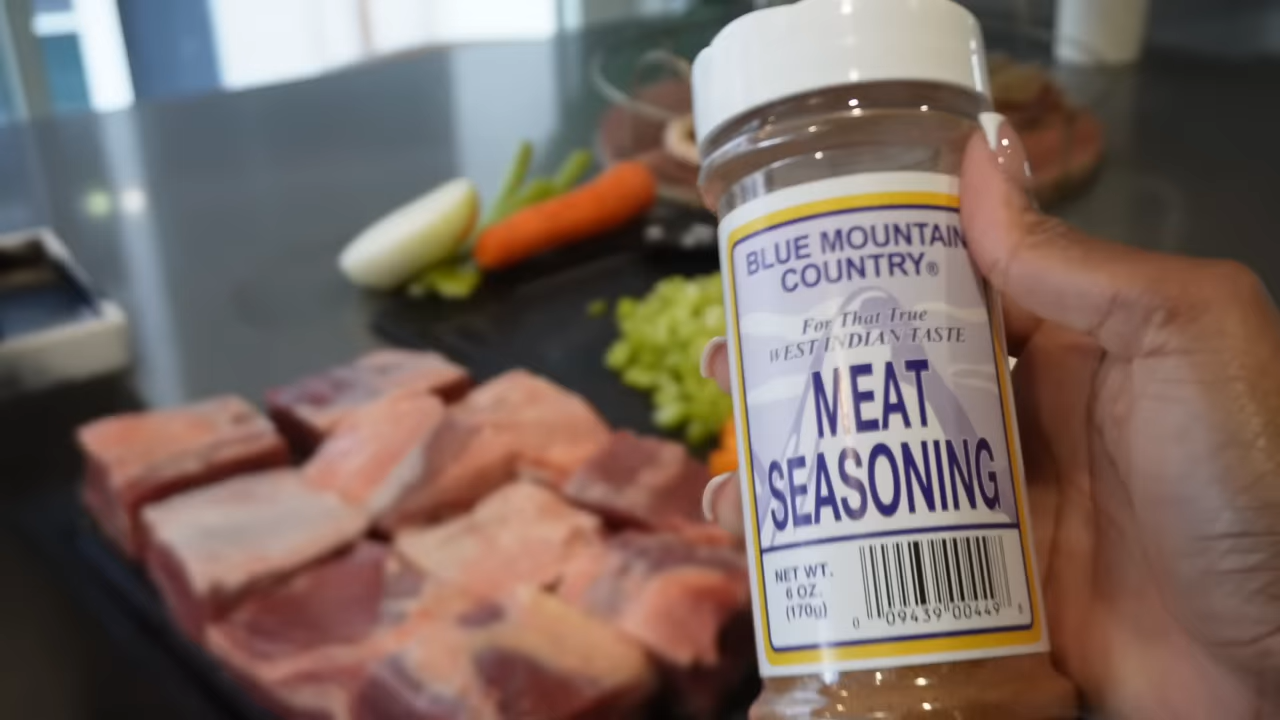 BLUE MOUNTAIN
COUNTRY®
For That True
WEST INDIAN TASTE
MEAT
SEASONING
NET WT.
6 OZ.
(170g)
0 09439 00449 8